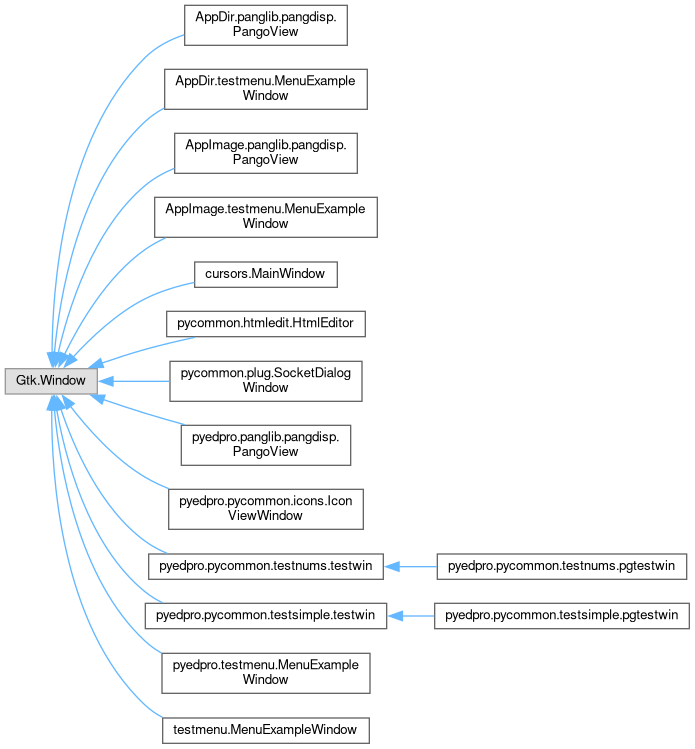 AppDir.panglib.pangdisp.
PangoView
AppDir.testmenu.MenuExample
Window
AppImage.panglib.pangdisp.
PangoView
AppImage.testmenu.MenuExample
Window
cursors.MainWindow
pycommon.htmledit.HtmlEditor
Gtk.Window
pycommon.plug.SocketDialog
Window
pyedpro.panglib.pangdisp.
PangoView
pyedpro.pycommon.icons.Icon
ViewWindow
pyedpro.pycommon.testnums.testwin
pyedpro.pycommon.testnums.pgtestwin
pyedpro.pycommon.testsimple.testwin
pyedpro.pycommon.testsimple.pgtestwin
pyedpro.testmenu.MenuExample
Window
testmenu.MenuExampleWindow